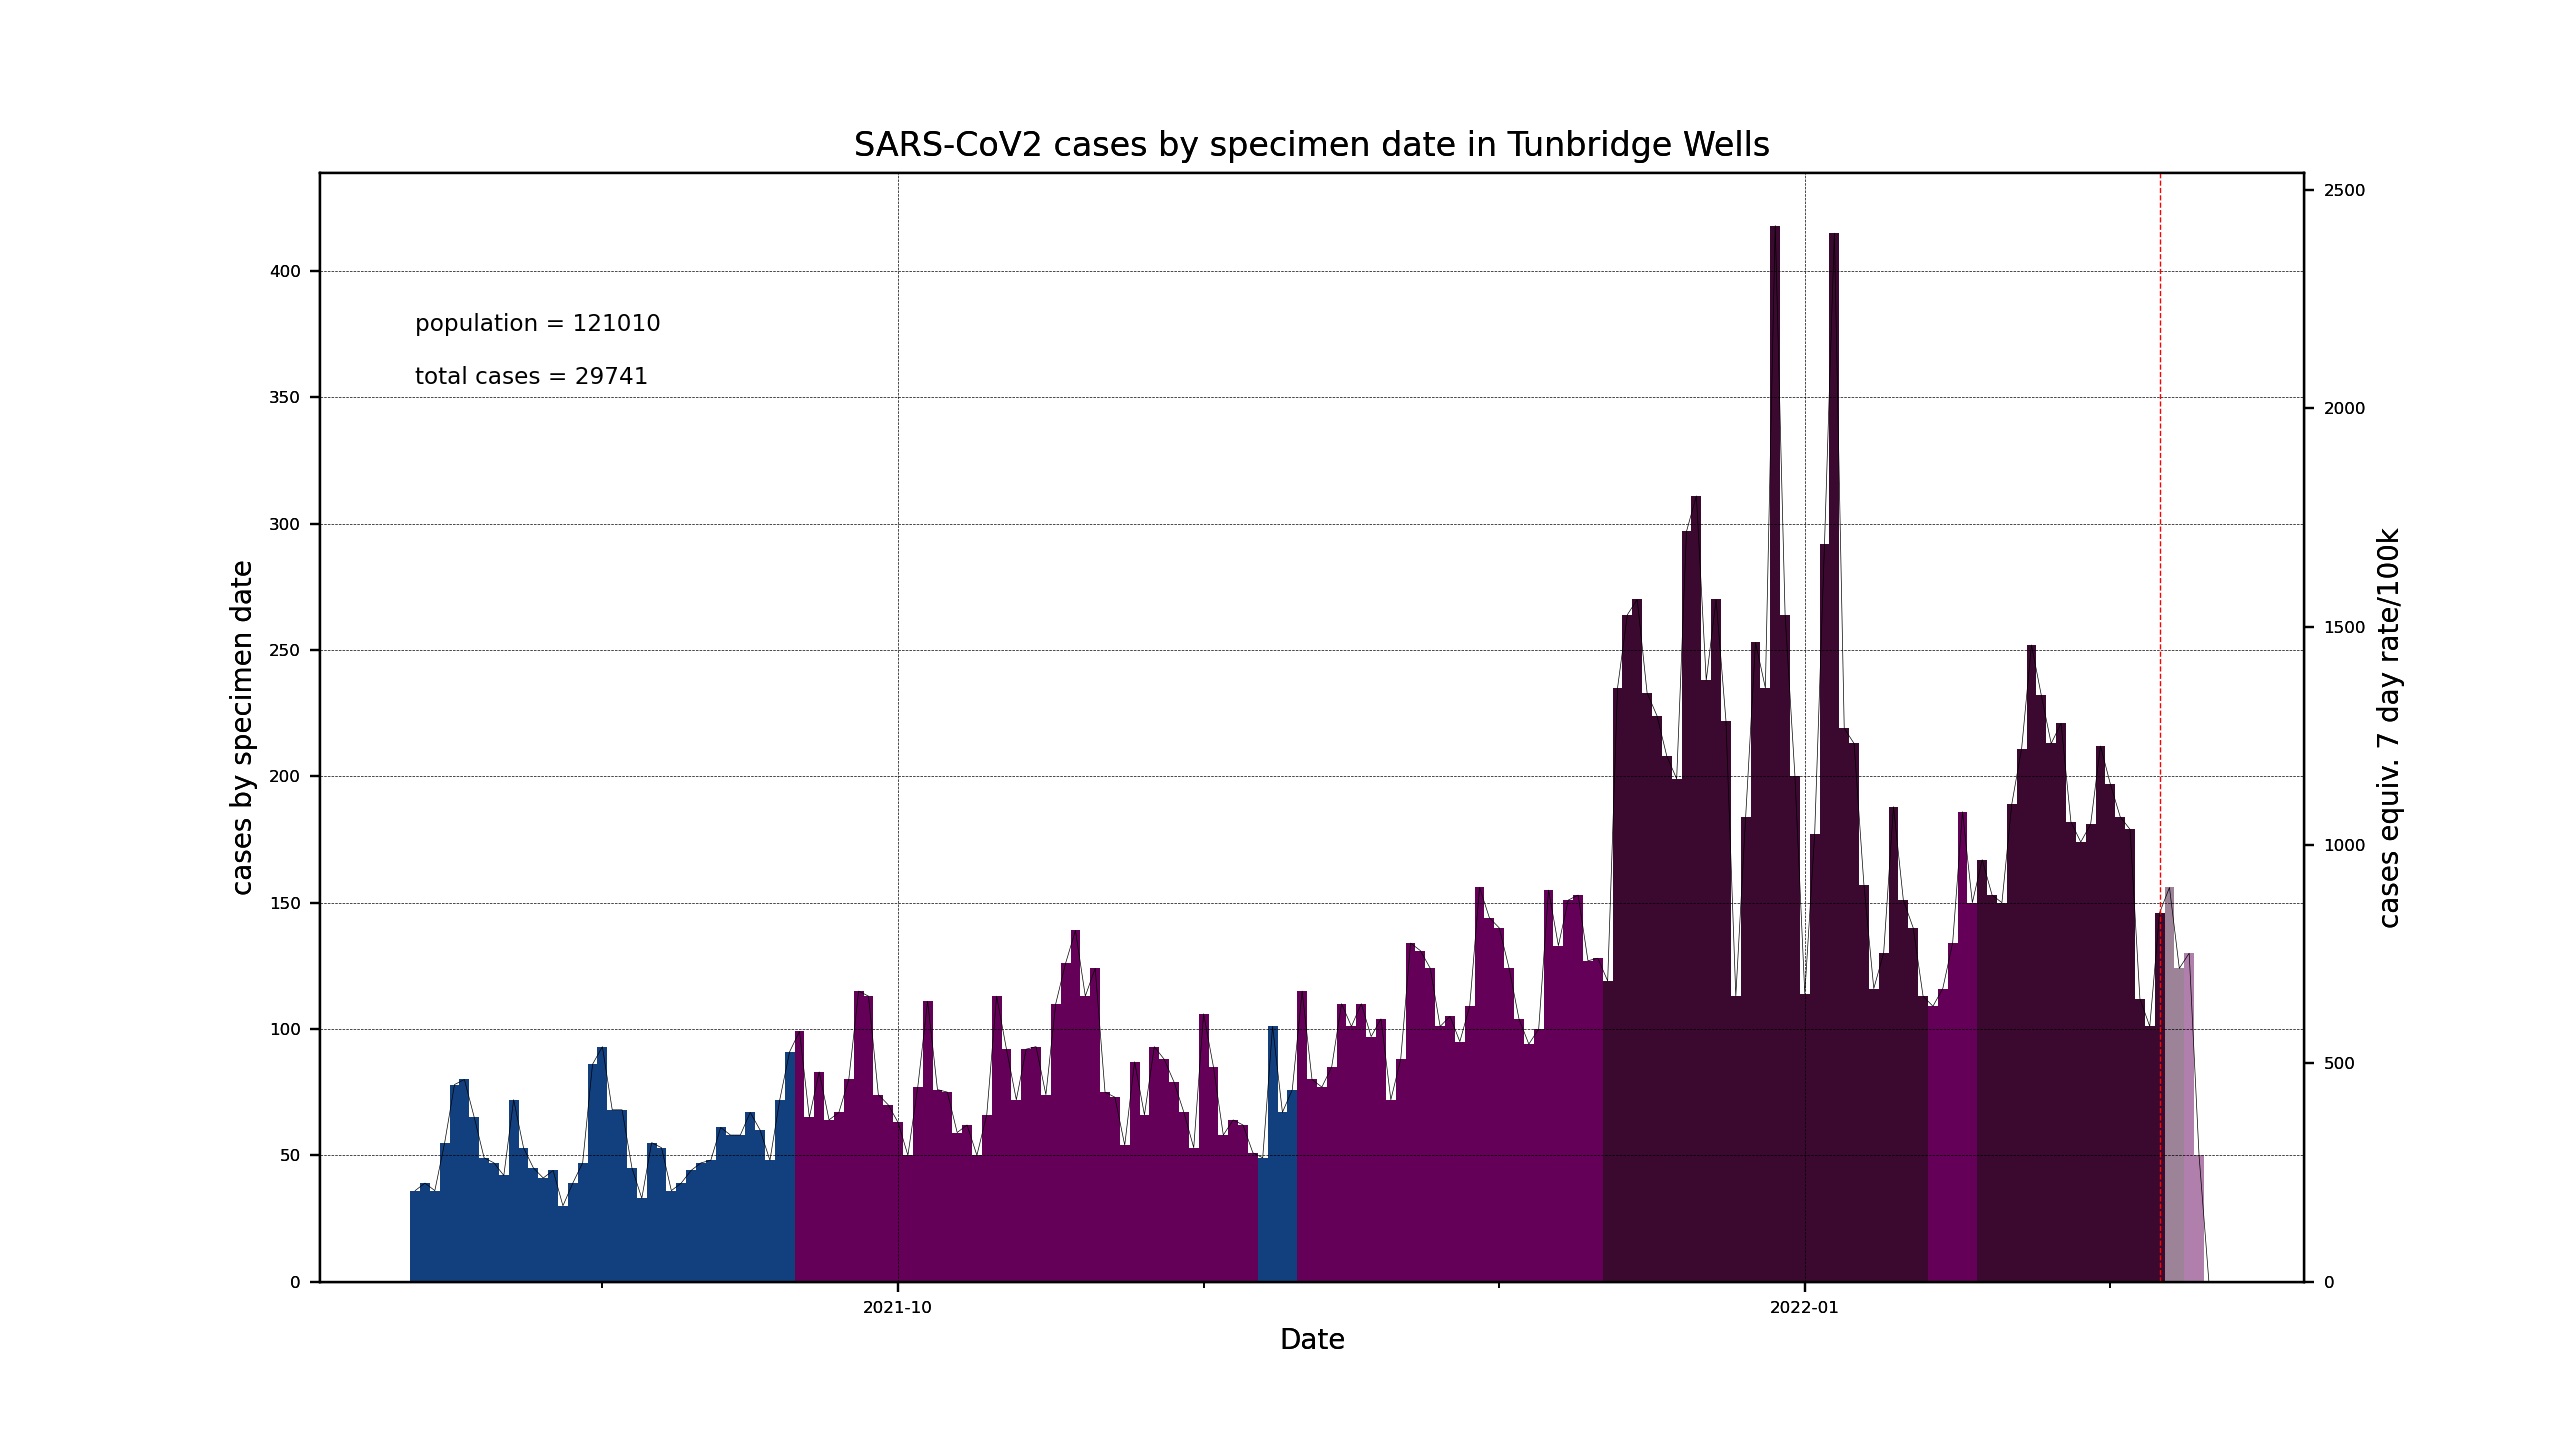 SARS-CoV2 cases by specimen date in Tunbridge Wells
population = 121010
total cases = 29741
cases by specimen date
400
350
300
250
200
150
100
50
0
2500
2000
1500
1000
500
0
cases equiv. 7 day rate/100k
2021-10
2022-01
Date